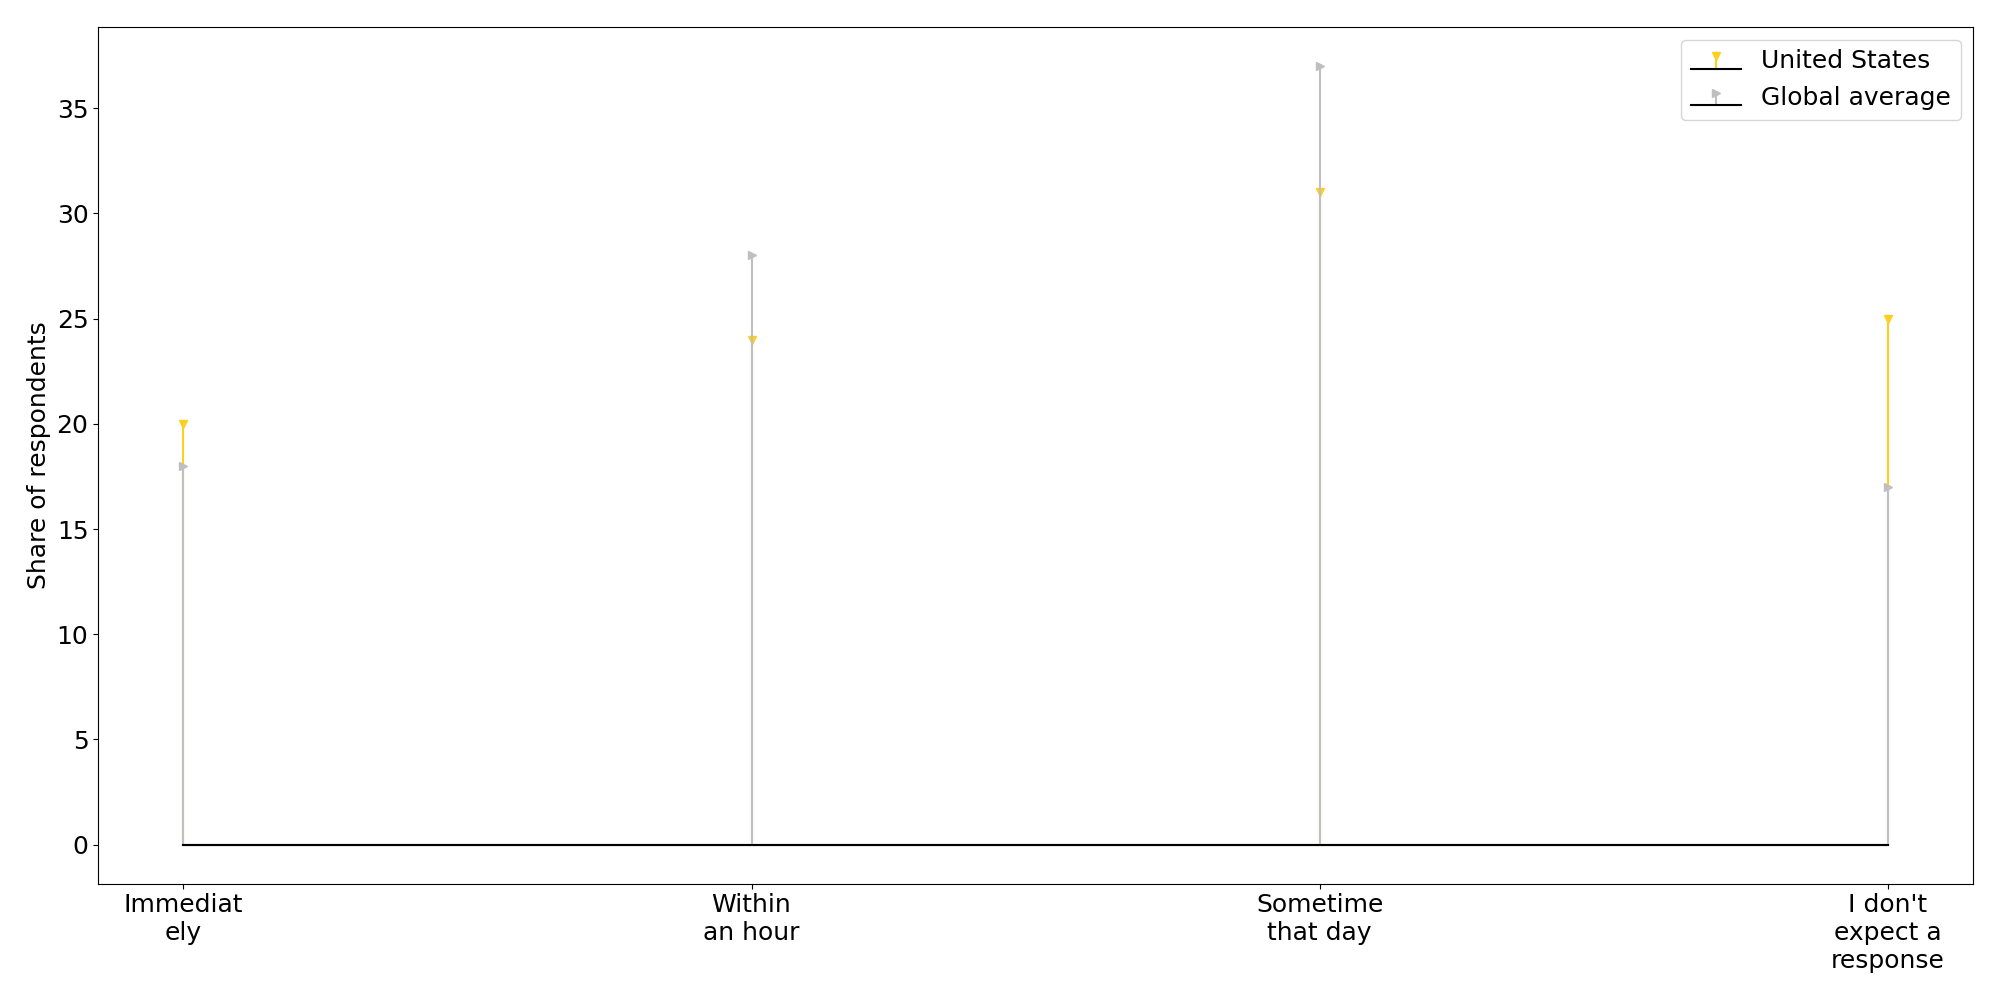 United States
Global average
Share of respondents
35
30
25
20
15
10
5
0
Immediat
ely
Within
an hour
Sometime
that day
I don't
expect a
response